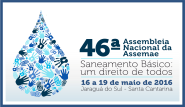 46ª Assembleia
Nacional da
Assemae
Saneamento Básico:
um direito de todos
16 a 19 de maio de 2016
Jaraguá do Sul - Santa Catarina